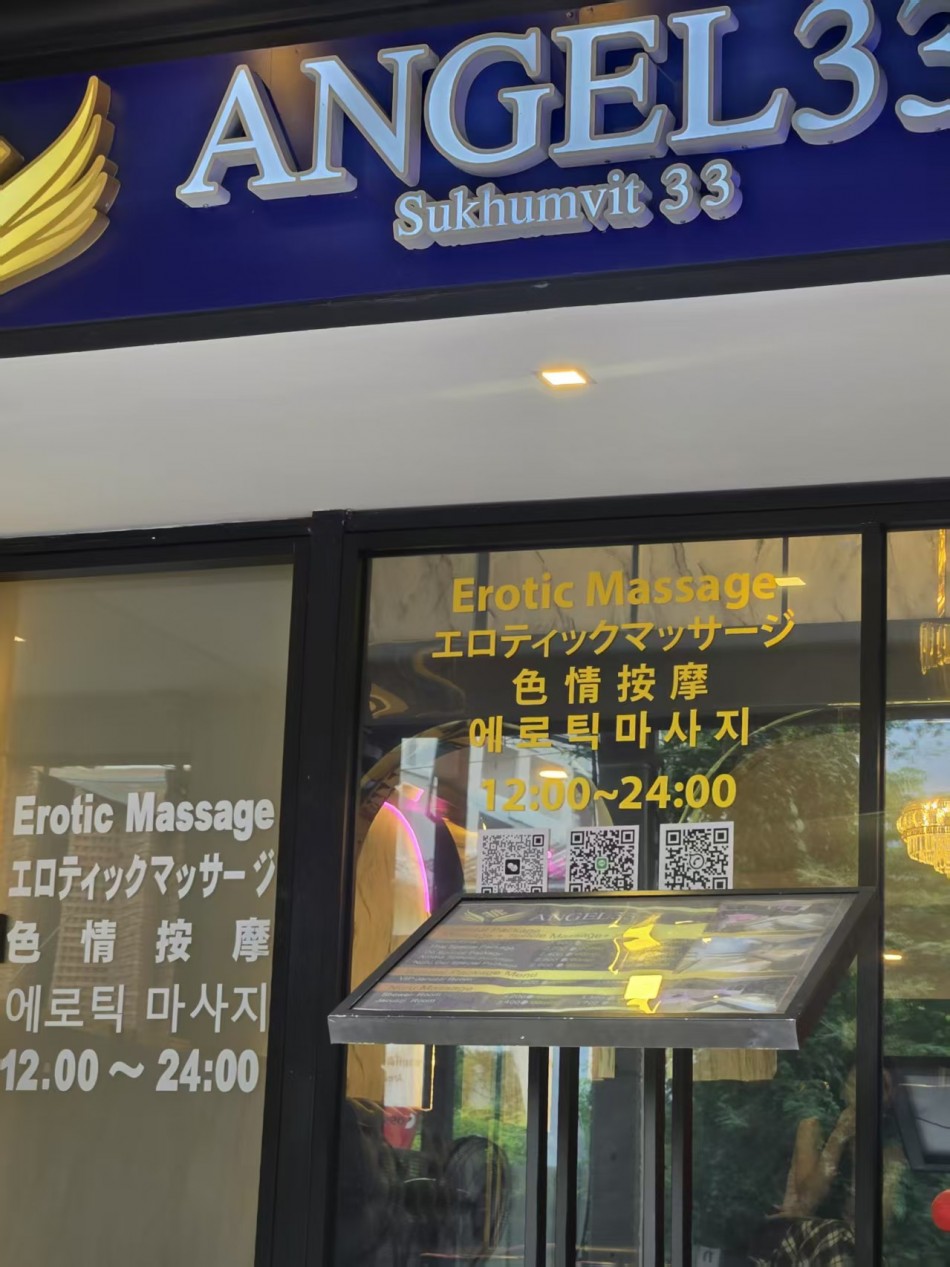 ANGEL33
Sukhumvit 33
Erotic Massage
エロティックマッサージ
色情按摩
에로틱마사지
12:00~24:00
Erotic Massage
エロティックマッサージ
色情按摩
에로틱 마사지
12.00～24:00
ANGEL